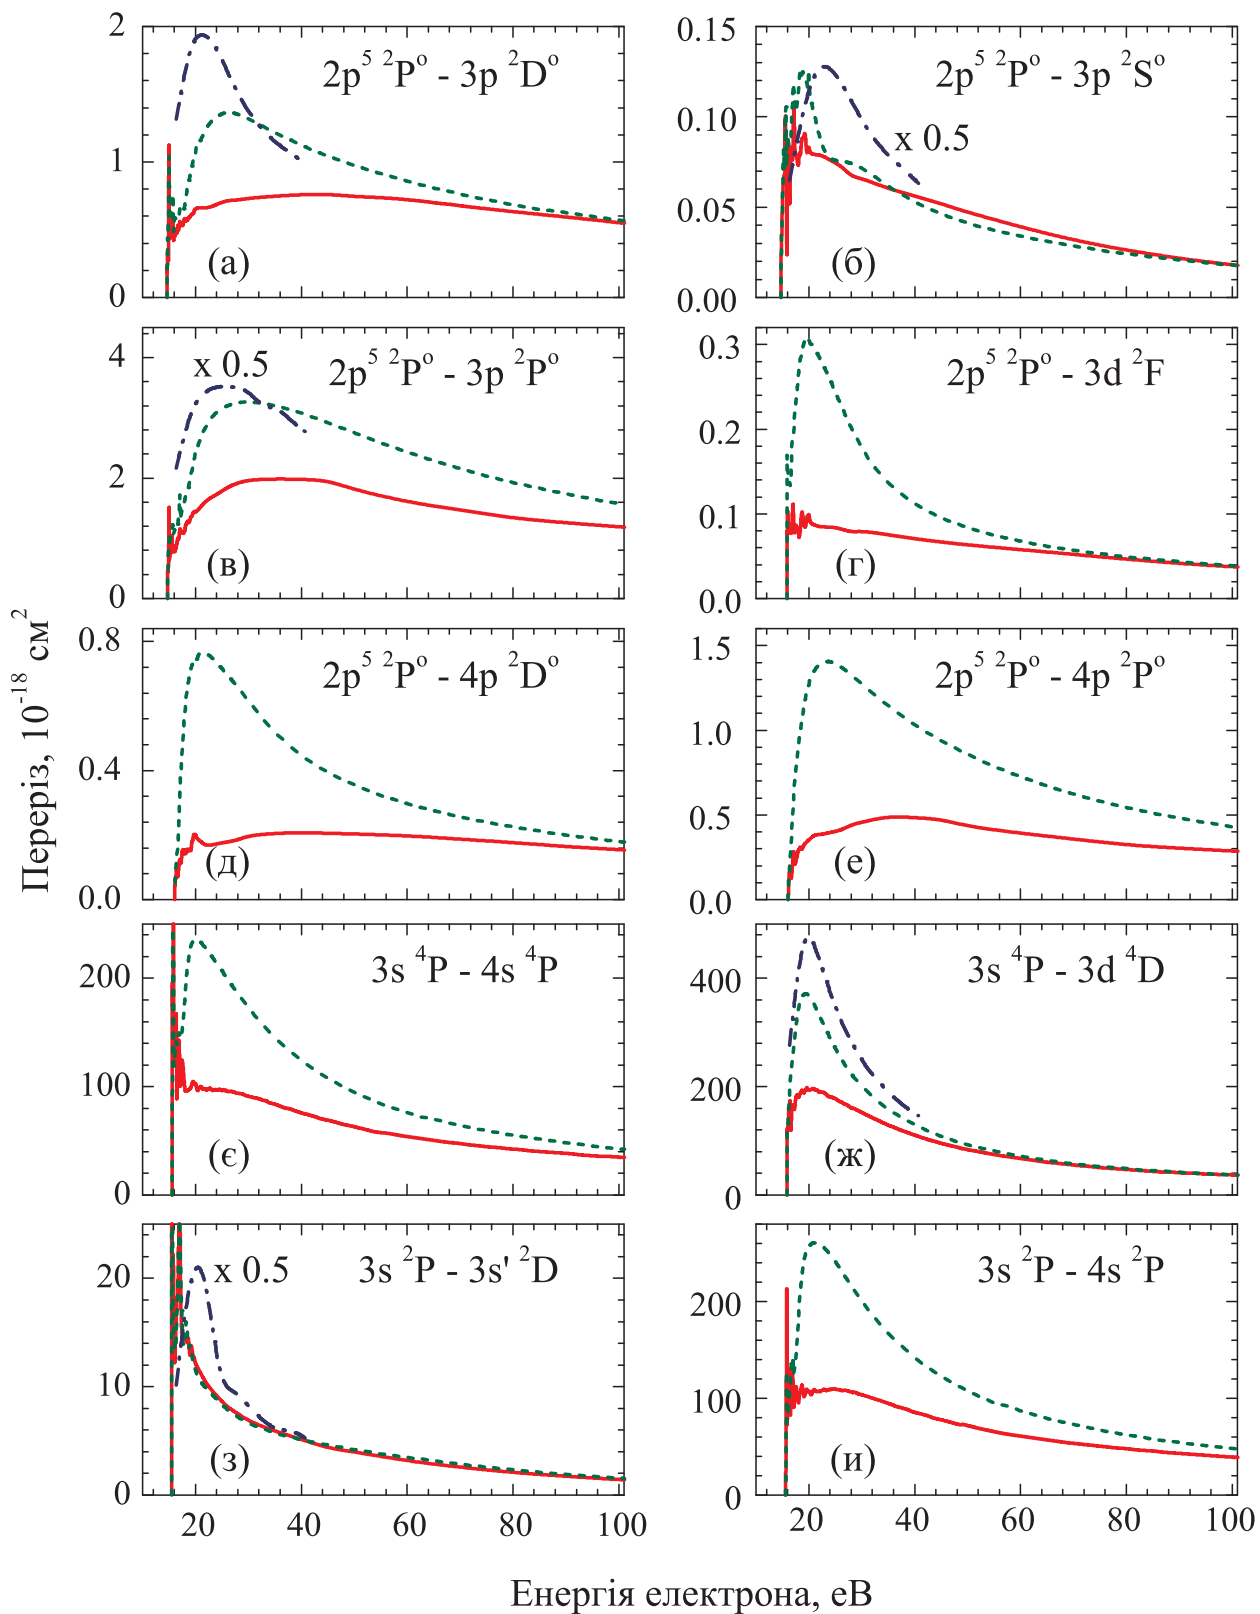 2
1
0
2p⁵ ²Pº - 3p ²Dº
(а)
0.15
0.10
0.05
0.00
2p⁵ ²Pº - 3p ²Sº
x 0.5
(б)
4
2
0
x 0.5
2p⁵ ²Pº - 3p ²Pº
(в)
0.3
0.2
0.1
0.0
2p⁵ ²Pº - 3d ²F
(г)
0.8
0.4
0.0
2p⁵ ²Pº - 4p ²Dº
(д)
1.5
1.0
0.5
0.0
2p⁵ ²Pº - 4p ²Pº
(е)
200
100
0
3s ⁴P - 4s ⁴P
(є)
400
200
0
3s ⁴P - 3d ⁴D
(ж)
20
10
0
x 0.5
3s ²P - 3s' ²D
(з)
20 40 60 80 100
200
100
0
3s ²P - 4s ²P
(и)
20 40 60 80 100
Переріз, 10⁻¹⁸ см²
Енергія електрона, еВ